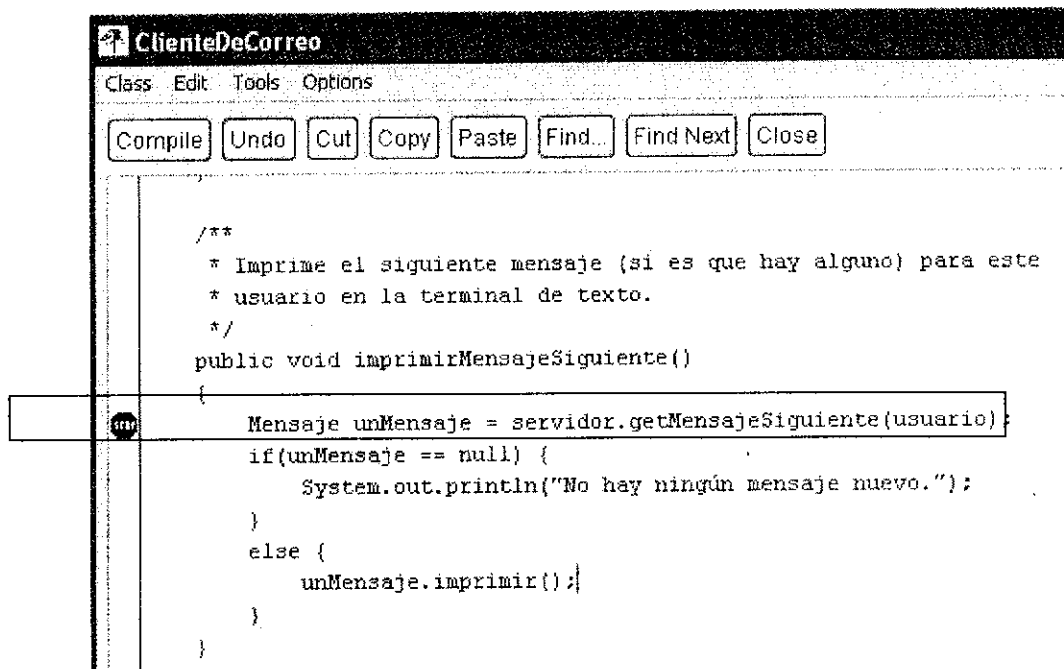 ClienteDeCorreo
Class Edit Tools Options
Compile Undo Cut Copy Paste Find... Find Next Close
}
/**
* Imprime el siguiente mensaje (si es que hay alguno) para este
* usuario en la terminal de texto.
*/
public void imprimirMensajeSiguiente()
{
Mensaje unMensaje = servidor.getMensajeSiguiente(usuario);
if(unMensaje == null) {
System.out.println("No hay ningún mensaje nuevo.");
}
else {
unMensaje.imprimir();
}
}